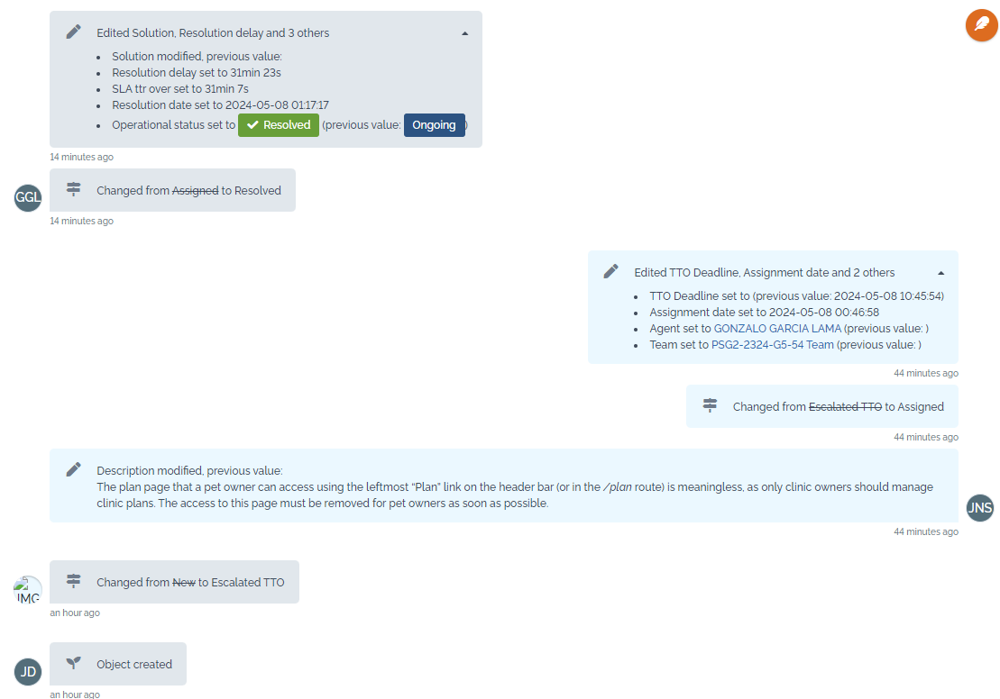 Edited Solution, Resolution delay and 3 others
Solution modified, previous value:
Resolution delay set to 31min 23s
SLA ttr over set to 31min 7s
Resolution date set to 2024-05-08 01:17:17
Operational status set to Resolved (previous value: Ongoing )
14 minutes ago
GGL
Changed from Assigned to Resolved
14 minutes ago
Edited TTO Deadline, Assignment date and 2 others
TTO Deadline set to (previous value: 2024-05-08 10:45:54)
Assignment date set to 2024-05-08 00:46:58
Agent set to GONZALO GARCIA LAMA (previous value: )
Team set to PSG2-2324-G5-54 Team (previous value: )
44 minutes ago
Changed from Escalated TTO to Assigned
44 minutes ago
Description modified, previous value:
The plan page that a pet owner can access using the leftmost “Plan” link on the header bar (or in the /plan route) is meaningless, as only clinic owners should manage
clinic plans. The access to this page must be removed for pet owners as soon as possible.
JNS
44 minutes ago
IMG
Changed from New to Escalated TTO
an hour ago
JD
Object created
an hour ago